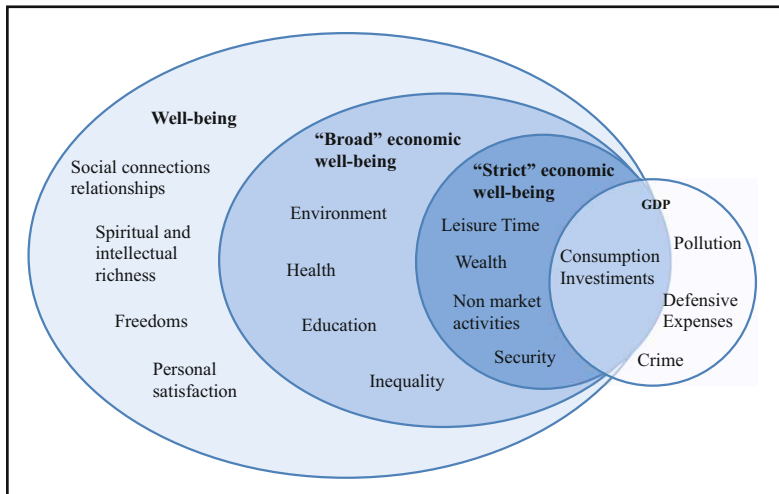 Well-being
Social connections
relationships
Spiritual and
intellectual
richness
Freedoms
Personal
satisfaction
“Broad” economic
well-being
Environment
Health
Education
Inequality
“Strict” economic
well-being
Leisure Time
Wealth
Non market
activities
Security
GDP
Consumption
Investiments
Pollution
Defensive
Expenses
Crime